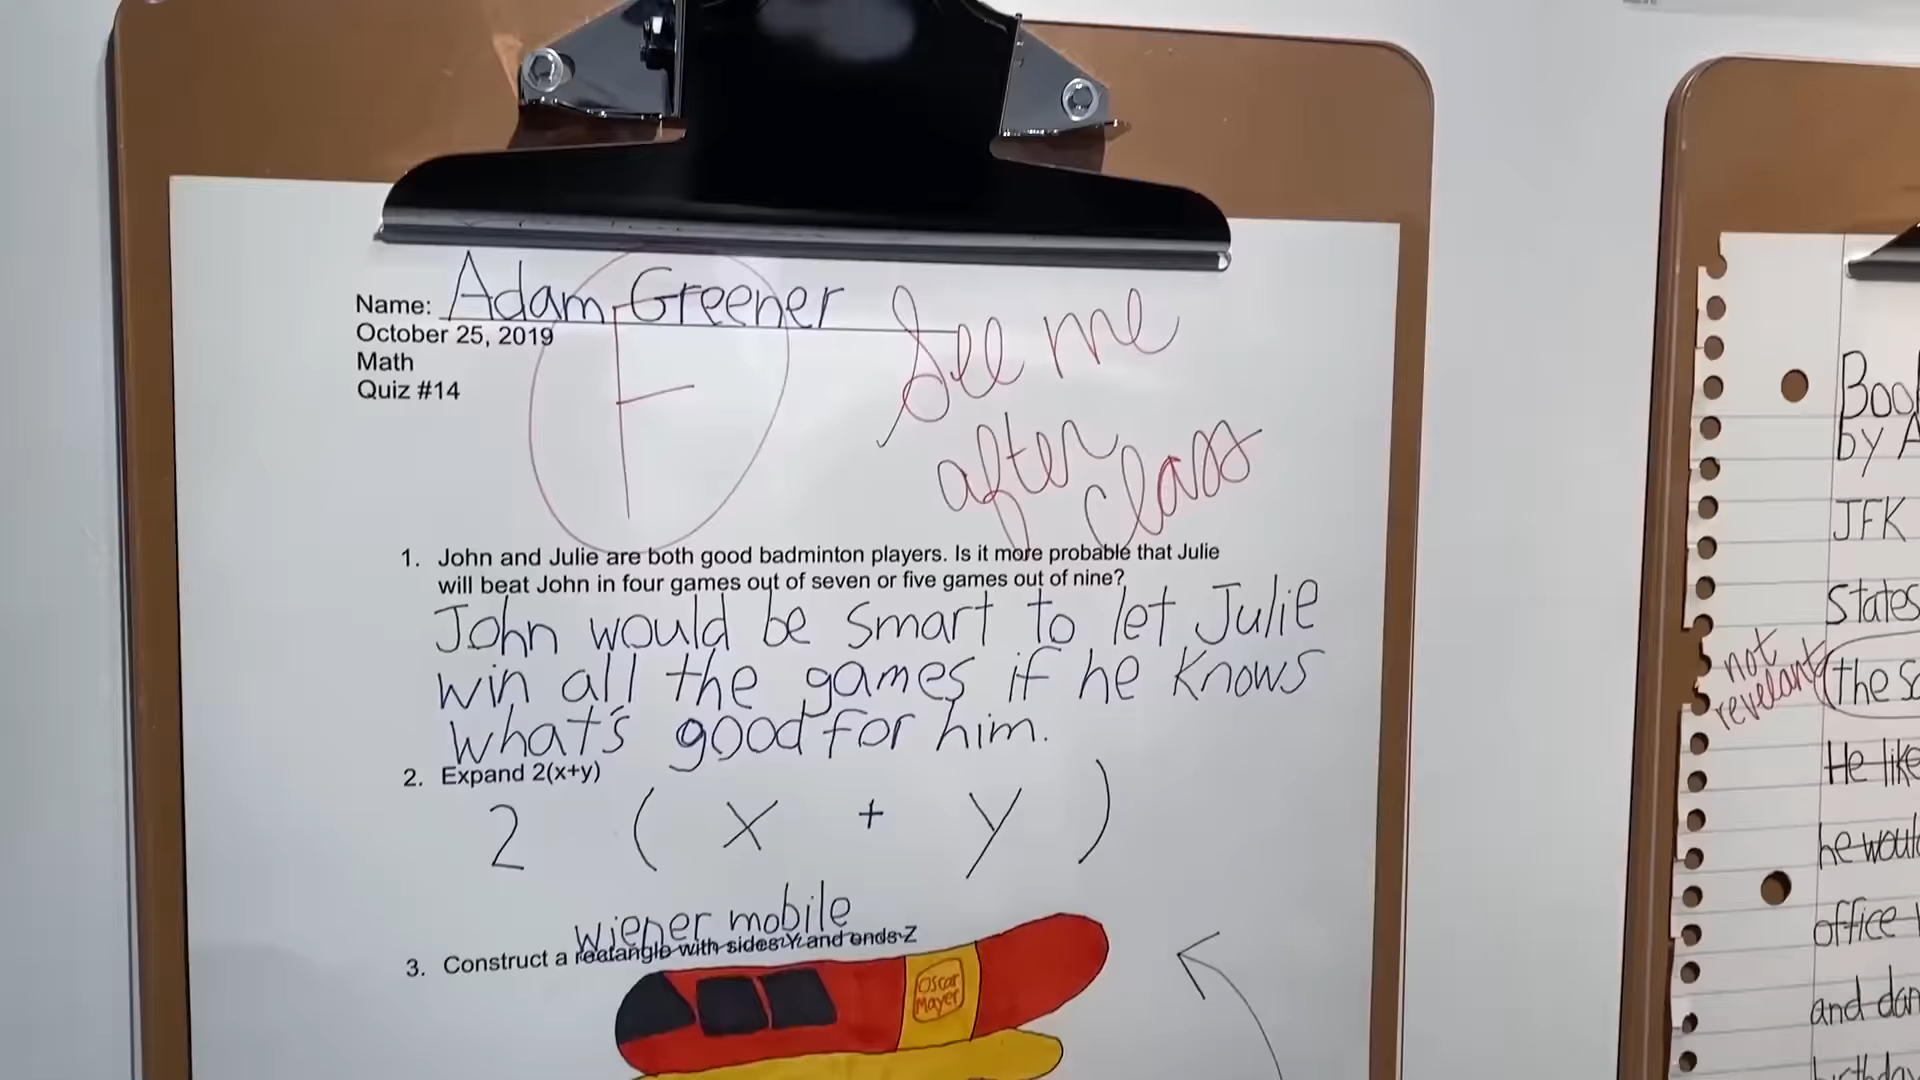 Name: Adam Greener
October 25, 2019
Math
Quiz #14
F
See me
after
class
1. John and Julie are both good badminton players. Is it more probable that Julie
will beat John in four games out of seven or five games out of nine?
John would be smart to let Julie
win all the games if he knows
what's good for him.
2. Expand 2(x+y)
2 ( x + y )
wiener mobile
3. Construct a rectangle with sides Y and ends Z
Oscar
Mayer
by A
JFK
States
not
revelant
the
He like
he
office
and